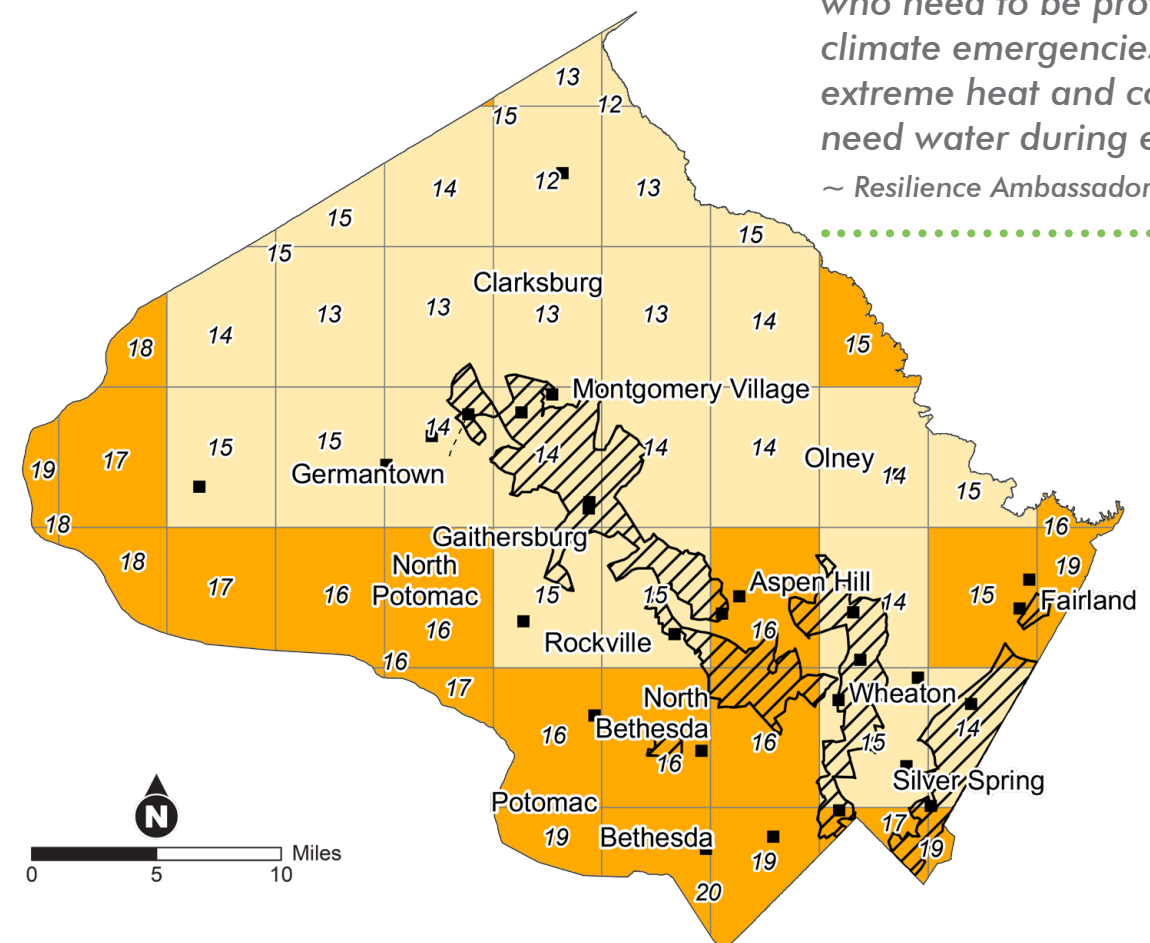 who need to be
climate emergencies
extreme heat and co
need water during e
~ Resilience Ambassador
13
12
15
12
14
13
15
15
15
Clarksburg
13
13
13
13
14
14
15
18
Montgomery Village
14
15
15
14
14
14
Olney
14
15
17
19
Germantown
18
16
Gaithersburg
North
Potomac
18
17
16
15
15
Aspen Hill
14
15
19
Fairland
16
16
Rockville
16
17
North
Bethesda
Wheaton
16
16
16
15
14
Silver Spring
Potomac
19
Bethesda
19
17
19
20
N
Miles
0 5 10